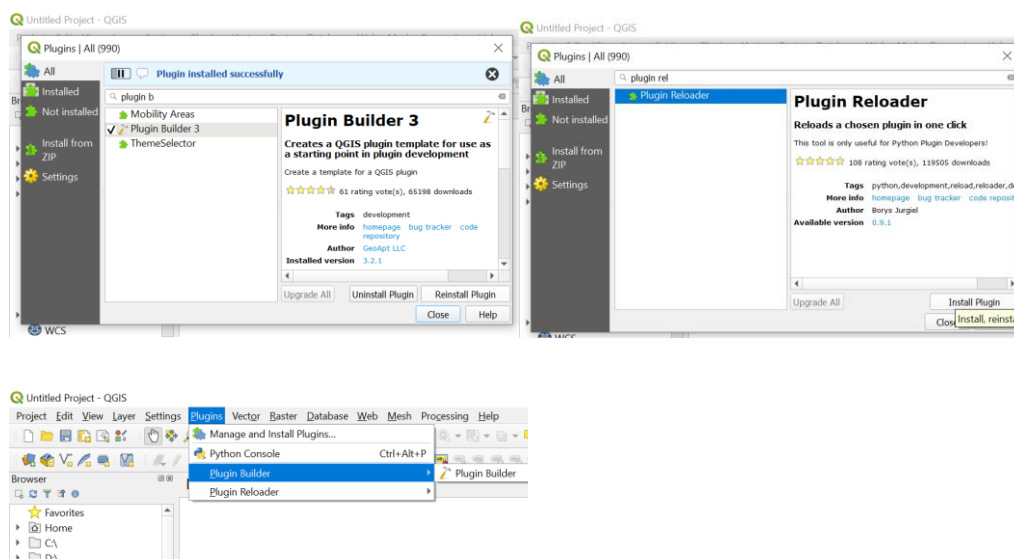 Untitled Project - QGIS
Plugins | All (990)
All
Installed
Not installed
Install from
ZIP
Settings
Plugin installed successfully
plugin b
Mobility Areas
Plugin Builder 3
ThemeSelector
Plugin Builder 3
Creates a QGIS plugin template for use as
a starting point in plugin development
Create a template for a QGIS plugin
61 rating vote(s), 65198 downloads
Tags development
More info homepage bug tracker code
repository
Author GeoApt LLC
Installed version 3.2.1
Upgrade All Uninstall Plugin Reinstall Plugin
Close Help
WCS
Untitled Project - QGIS
Plugins | All (990)
All
Installed
Not installed
Install from
ZIP
Settings
plugin rel
Plugin Reloader
Plugin Reloader
Reloads a chosen plugin in one click
This tool is only useful for Python Plugin Developers!
108 rating vote(s), 119505 downloads
Tags python,development,reload,reloader,d
More info homepage bug tracker code reposit
Author Borys Jurgiel
Available version 0.9.1
Upgrade All Install Plugin
Clos Install, reinsta
Untitled Project - QGIS
Project Edit View Layer Settings Plugins Vector Raster Database Web Mesh Processing Help
Manage and Install Plugins...
Python Console Ctrl+Alt+P
Plugin Builder Plugin Builder
Plugin Reloader
Browser
Favorites
Home
C:\
D:\